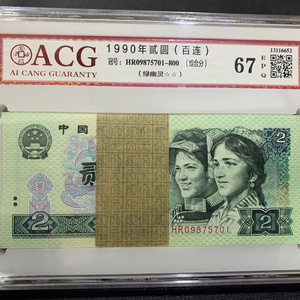 ACG
AI CANG GUARANTY
1990年贰圆（百连）
冠号：HR09875701-800 （综合分）
（绿幽灵☆☆）
67
EPQ
13116652
中国
贰
2
2
HR09875701